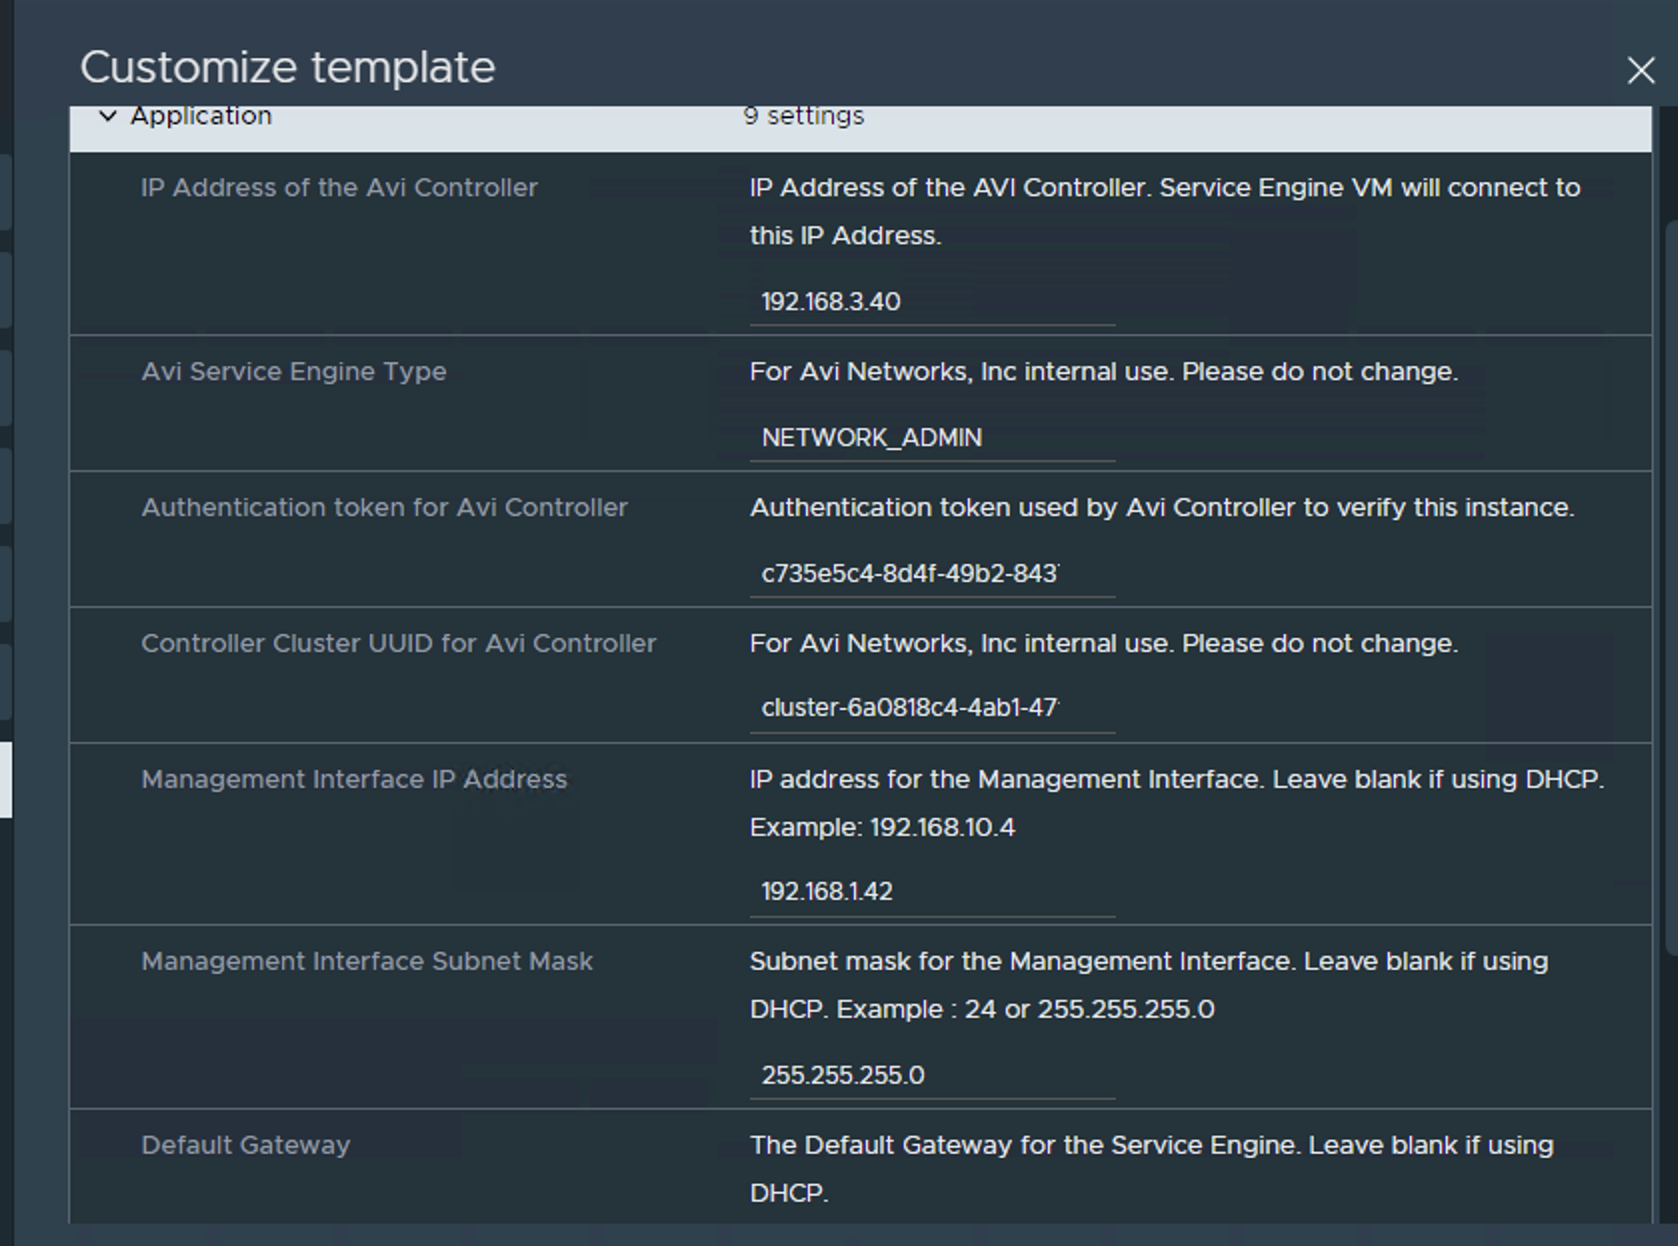 Customize template
Application 9 settings
IP Address of the Avi Controller
IP Address of the AVI Controller. Service Engine VM will connect to
this IP Address.
192.168.3.40
Avi Service Engine Type
For Avi Networks, Inc internal use. Please do not change.
NETWORK_ADMIN
Authentication token for Avi Controller
Authentication token used by Avi Controller to verify this instance.
c735e5c4-8d4f-49b2-843
Controller Cluster UUID for Avi Controller
For Avi Networks, Inc internal use. Please do not change.
cluster-6a0818c4-4ab1-47
Management Interface IP Address
IP address for the Management Interface. Leave blank if using DHCP.
Example: 192.168.10.4
192.168.1.42
Management Interface Subnet Mask
Subnet mask for the Management Interface. Leave blank if using
DHCP. Example : 24 or 255.255.255.0
255.255.255.0
Default Gateway
The Default Gateway for the Service Engine. Leave blank if using
DHCP.